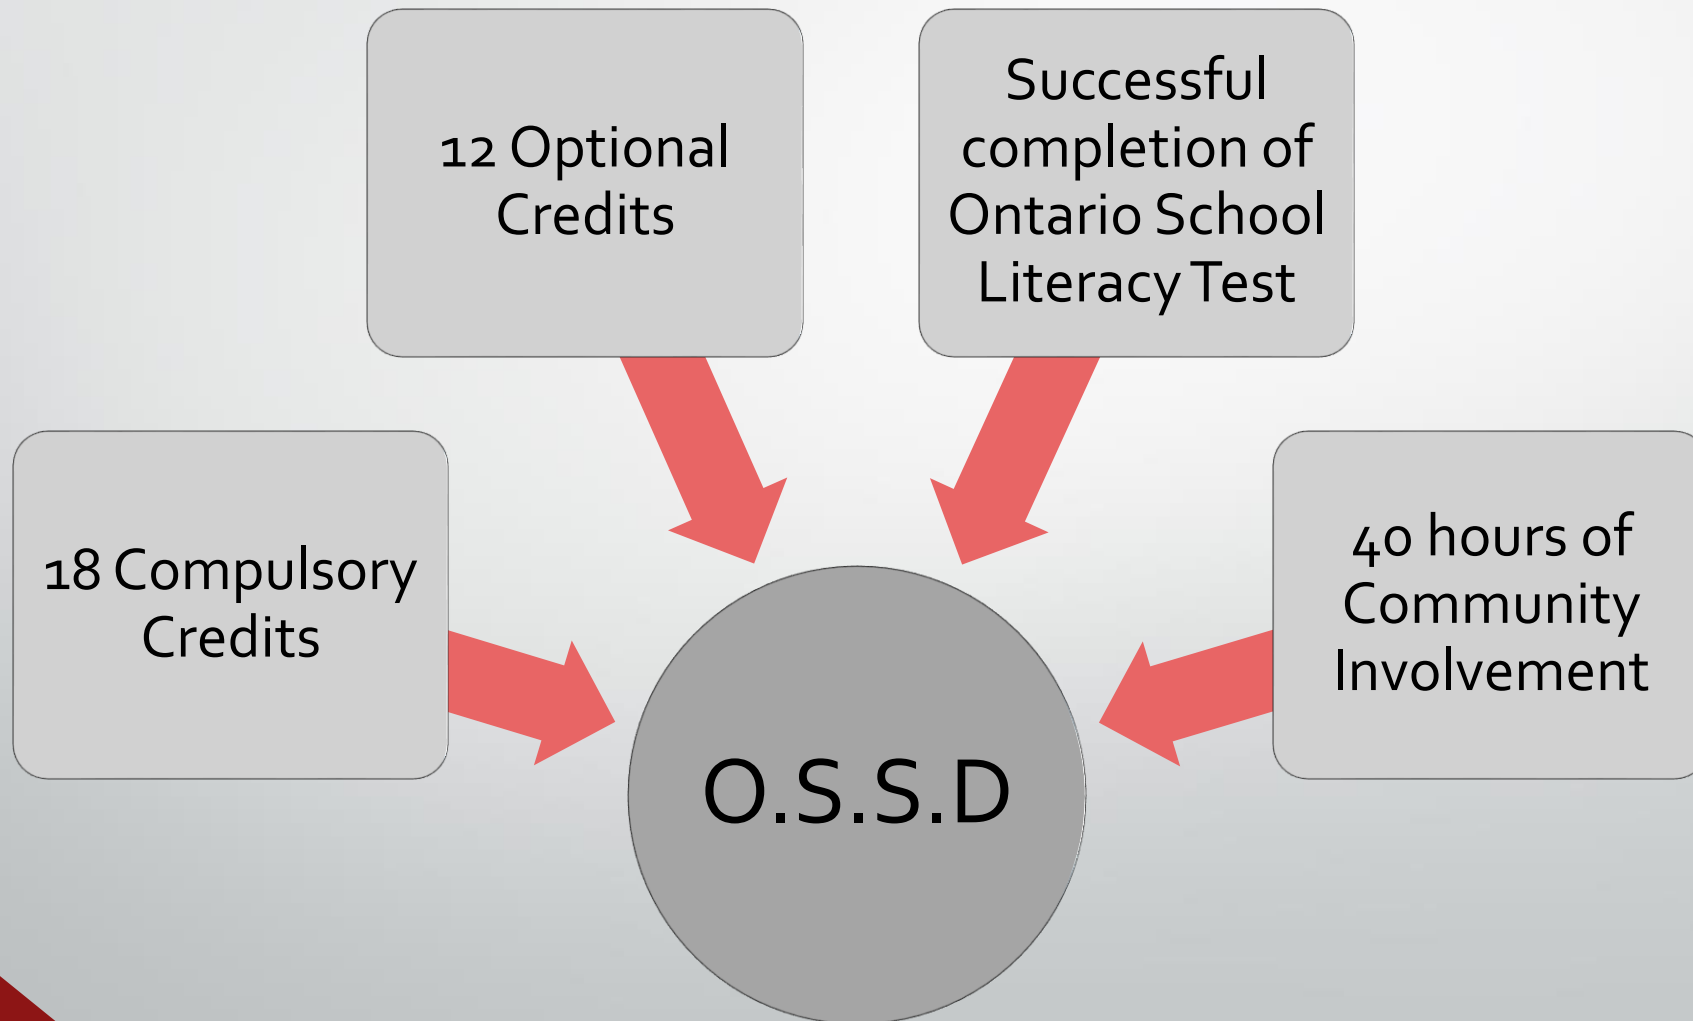 12 Optional
Credits
Successful
completion of
Ontario School
Literacy Test
18 Compulsory
Credits
40 hours of
Community
Involvement
O.S.S.D